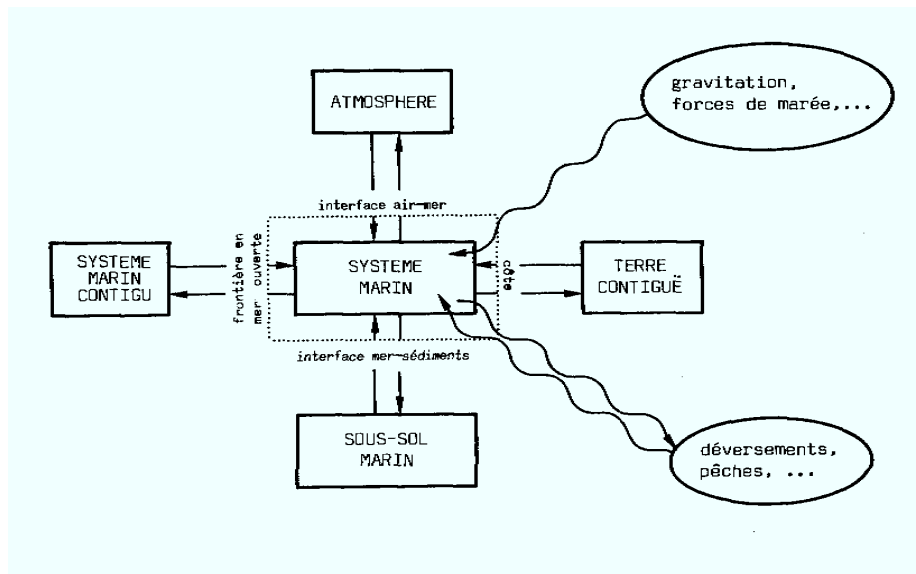 ATMOSPHERE
gravitation,
forces de marée,...
interface air-mer
SYSTEME
MARIN
CONTIGU
frontière en
mer ouverte
SYSTEME
MARIN
côte
TERRE
CONTIGUË
interface mer-sédiments
SOUS-SOL
MARIN
déversements,
pêches, ...